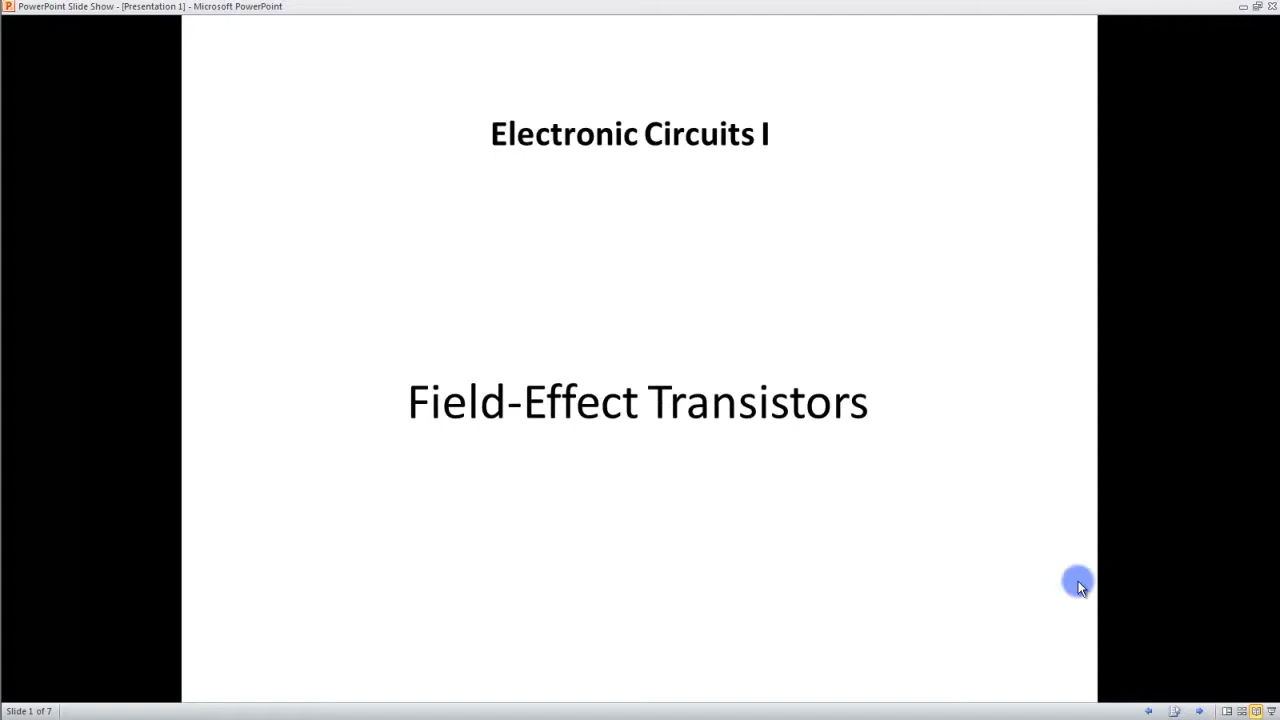 PowerPoint Slide Show - [Presentation 1] - Microsoft PowerPoint
Electronic Circuits I
Field-Effect Transistors
Slide 1 of 7